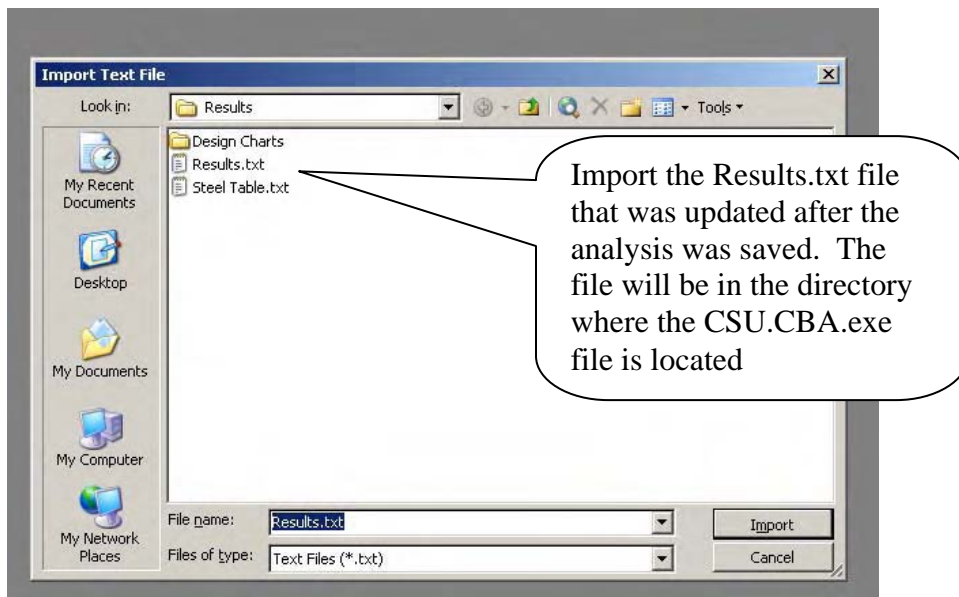 Import Text File
Look in:
Results
Tools
Design Charts
Results.txt
Steel Table.txt
My Recent
Documents
Desktop
My Documents
My Computer
My Network
Places
Import the Results.txt file
that was updated after the
analysis was saved.  The
file will be in the directory
where the CSU.CBA.exe
file is located
File name:
Results.txt
Import
Files of type:
Text Files (*.txt)
Cancel